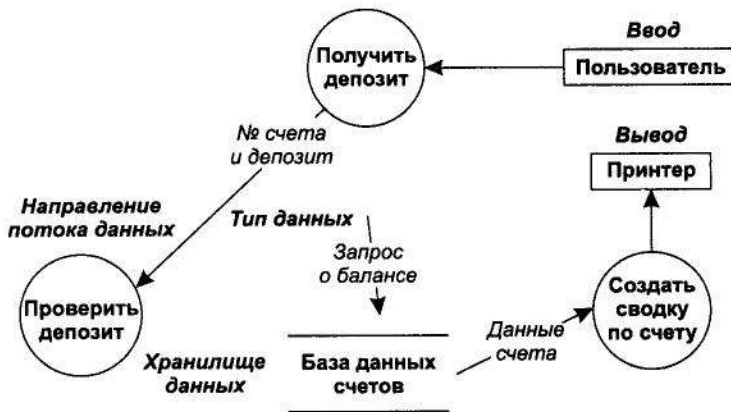 Ввод
Получить
депозит
Пользователь
№ счета
и депозит
Вывод
Принтер
Направление
потока данных
Тип данных
Запрос
о балансе
Проверить
депозит
Создать
сводку
по счету
Данные
счета
Хранилище
данных
База данных
счетов